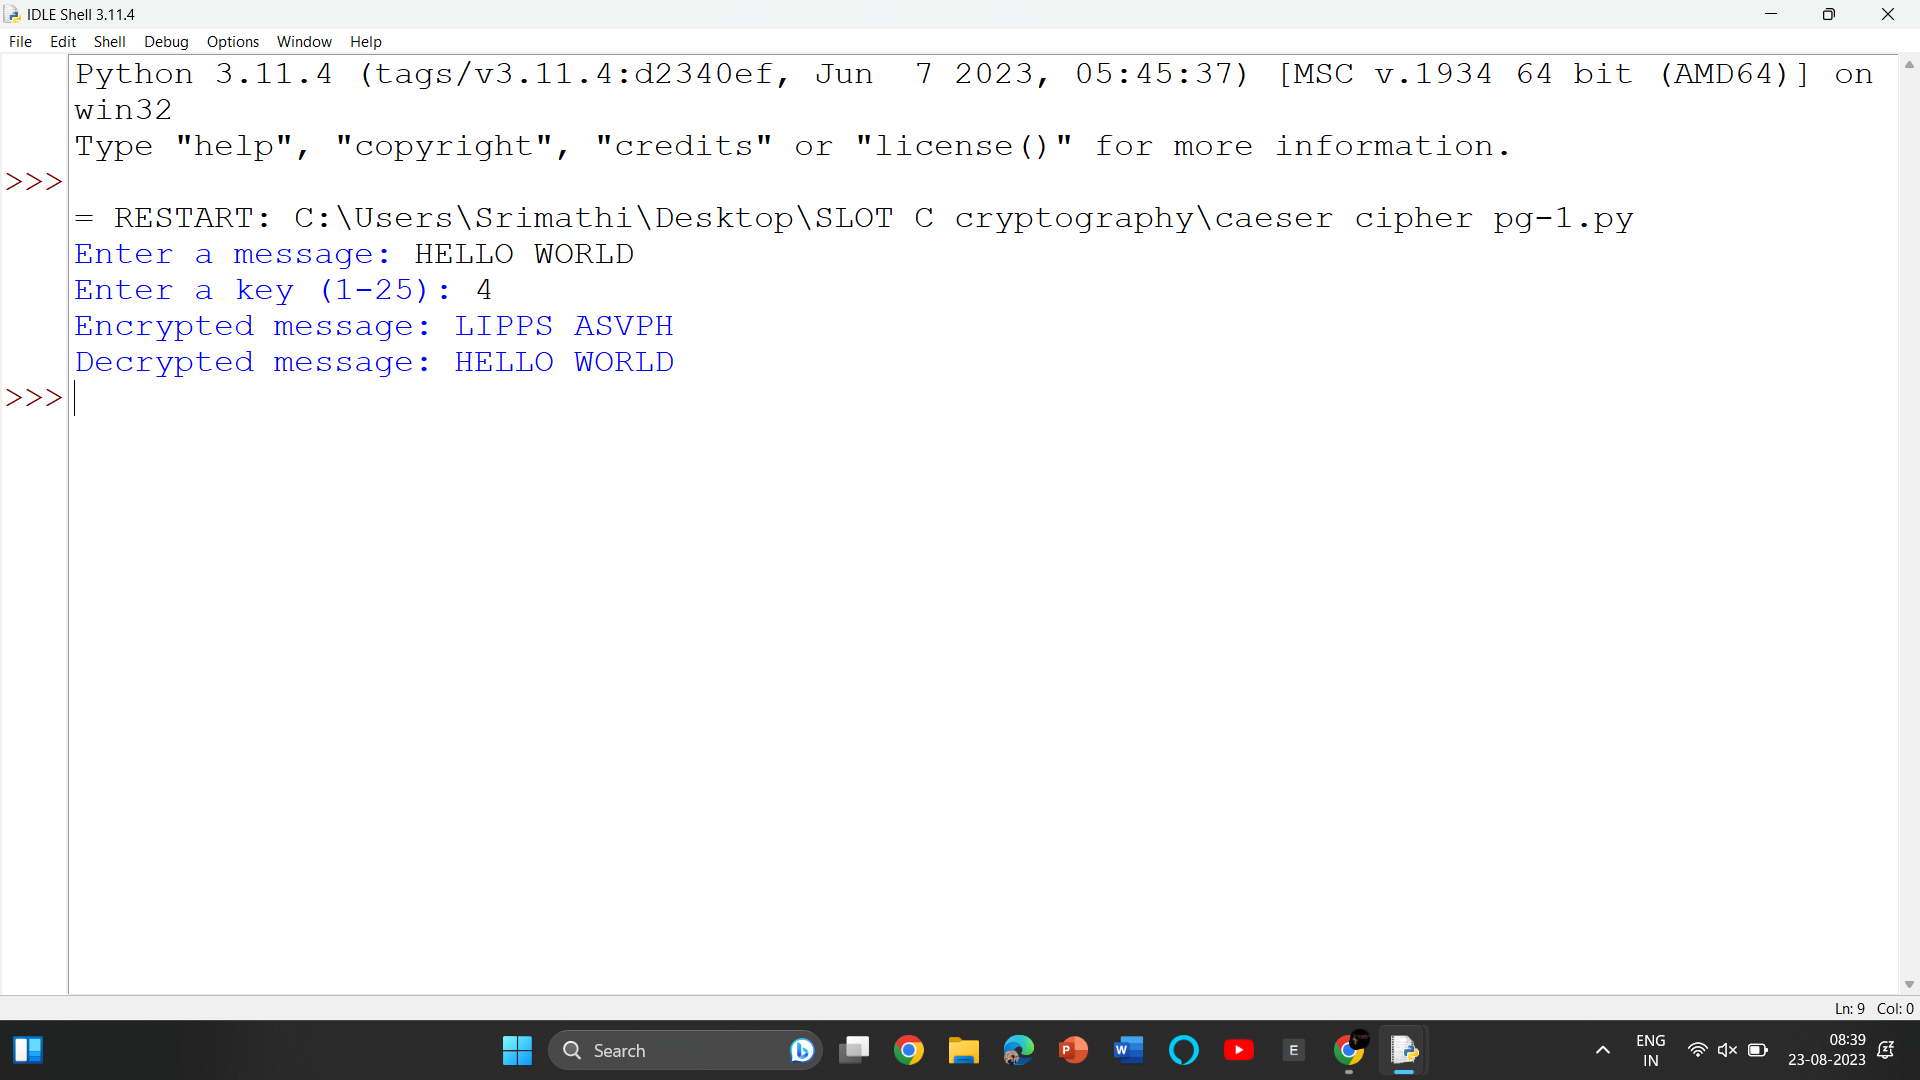 IDLE Shell 3.11.4
File Edit Shell Debug Options Window Help
Python 3.11.4 (tags/v3.11.4:d2340ef, Jun  7 2023, 05:45:37) [MSC v.1934 64 bit (AMD64)] on
win32
Type "help", "copyright", "credits" or "license()" for more information.
>>>
= RESTART: C:\Users\Srimathi\Desktop\SLOT C cryptography\caeser cipher pg-1.py
Enter a message: HELLO WORLD
Enter a key (1-25): 4
Encrypted message: LIPPS ASVPH
Decrypted message: HELLO WORLD
>>>
Ln: 9 Col: 0
Search
P
W
E
ENG
IN
08:39
23-08-2023